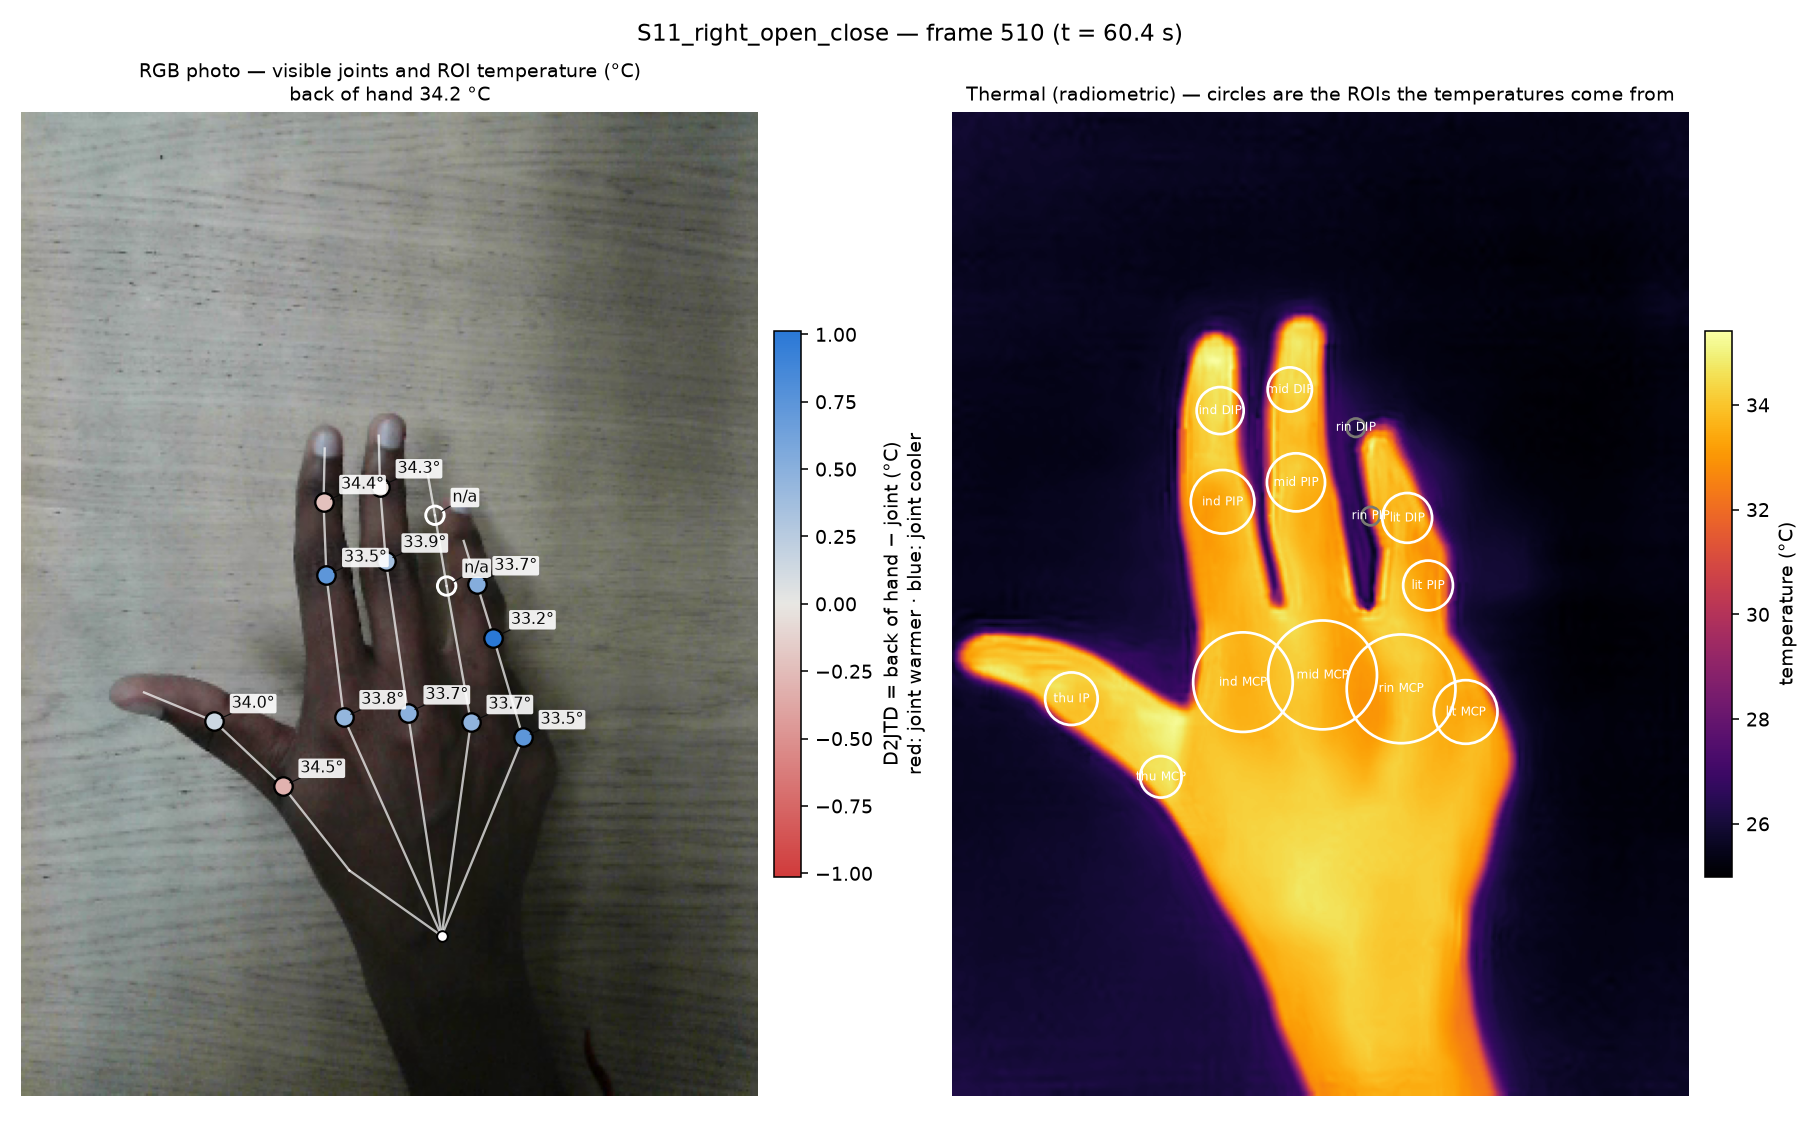 S11_right_open_close — frame 510 (t = 60.4 s)
RGB photo — visible joints and ROI temperature (°C)
back of hand 34.2 °C
34.3°
34.4°
n/a
33.9°
33.5°
n/a
33.7°
33.2°
34.0°
33.8°
33.7°
33.7°
33.5°
34.5°
1.00
0.75
0.50
0.25
0.00
−0.25
−0.50
−0.75
−1.00
D2JTD = back of hand − joint (°C)
red: joint warmer · blue: joint cooler
Thermal (radiometric) — circles are the ROIs the temperatures come from
mid DIP
ind DIP
rin DIP
mid PIP
ind PIP
rin PIP
lit DIP
lit PIP
ind MCP
mid MCP
rin MCP
lit MCP
thu IP
thu MCP
34
32
30
28
26
temperature (°C)